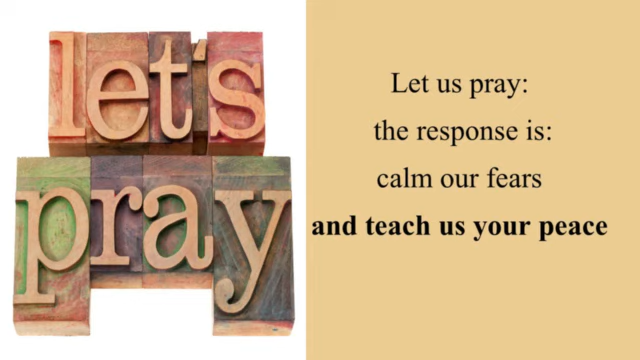 let's
pray
Let us pray:
the response is:
calm our fears
and teach us your peace